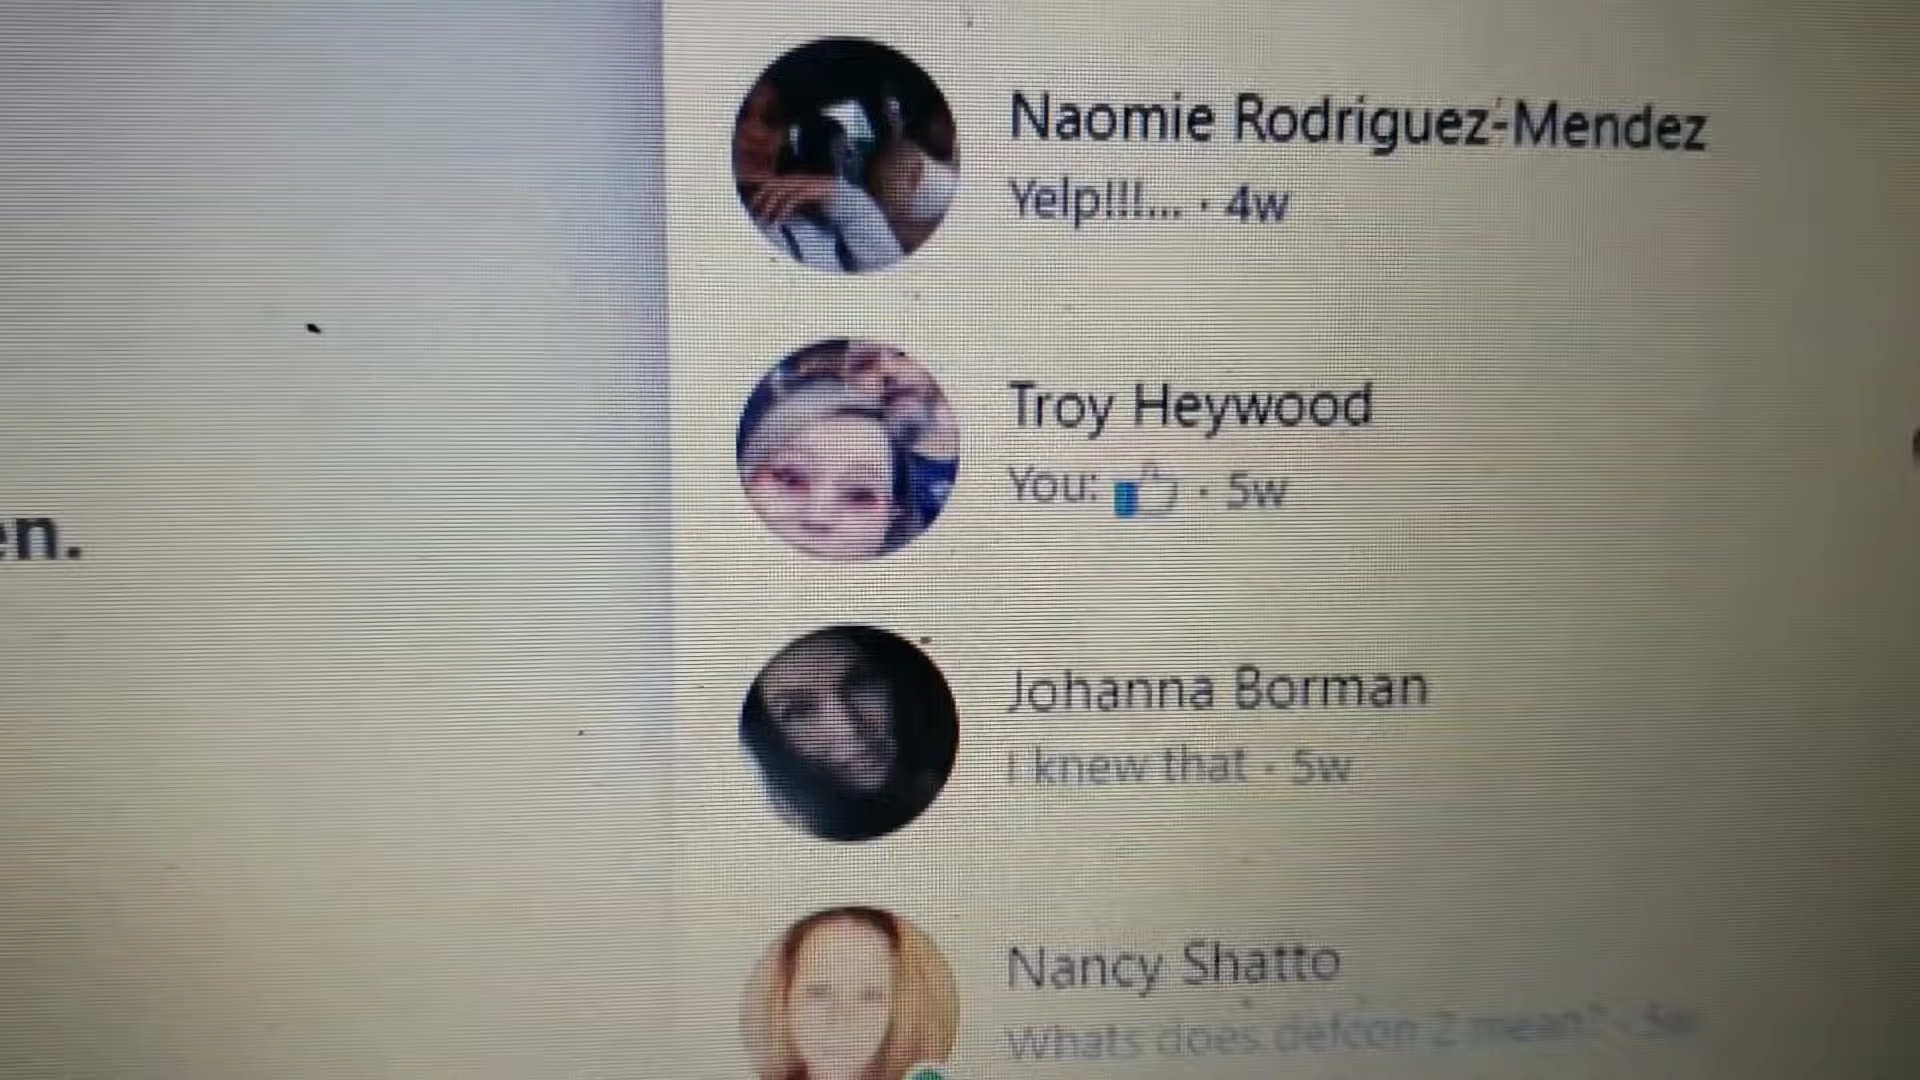 Naomie Rodriguez-Mendez
Yelp!!!... · 4w
Troy Heywood
You: 👍 · 5w
en.
Johanna Borman
I knew that · 5w
Nancy Shatto
Whats does defcon 2 mean? · 5w